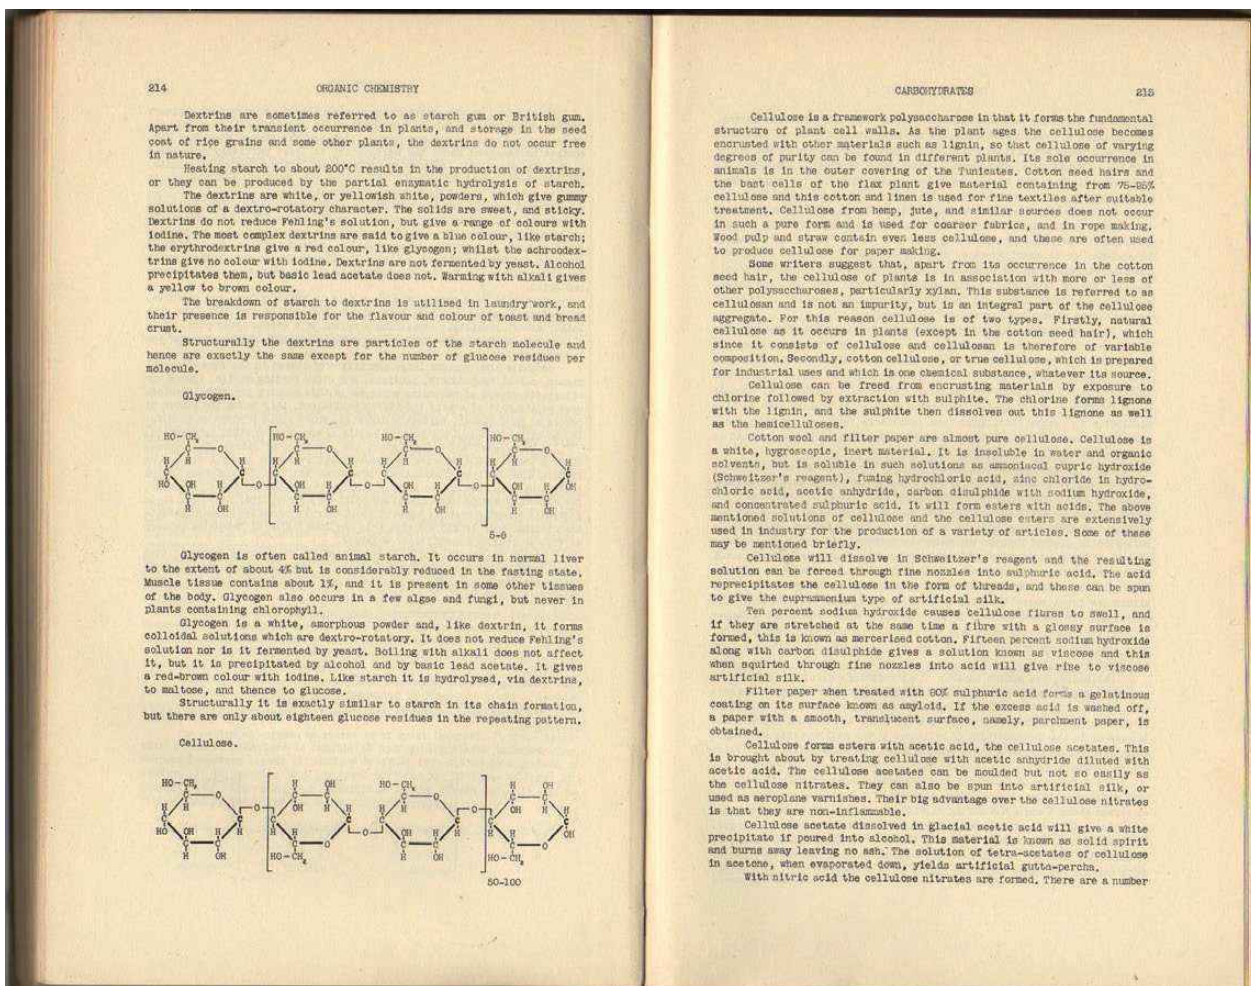 214
ORGANIC CHEMISTRY
Dextrins are sometimes referred to as starch gum or British gum.
Apart from their transient occurrence in plants, and storage in the seed
coat of rice grains and some other plants, the dextrins do not occur free
in nature.
Heating starch to about 200°C results in the production of dextrins,
or they can be produced by the partial enzymatic hydrolysis of starch.
The dextrins are white, or yellowish white, powders, which give gummy
solutions of a dextro-rotatory character. The solids are sweet, and sticky.
Dextrins do not reduce Fehling's solution, but give a range of colours with
iodine. The most complex dextrins are said to give a blue colour, like starch;
the erythrodextrins give a red colour, like glycogen; whilst the achroodex-
trins give no colour with iodine. Dextrins are not fermented by yeast. Alcohol
precipitates them, but basic lead acetate does not. Warming with alkali gives
a yellow to brown colour.
The breakdown of starch to dextrins is utilised in laundry work, and
their presence is responsible for the flavour and colour of toast and bread
crust.
Structurally the dextrins are particles of the starch molecule and
hence are exactly the same except for the number of glucose residues per
molecule.
Glycogen.
5-6
Glycogen is often called animal starch. It occurs in normal liver
to the extent of about 4% but is considerably reduced in the fasting state,
Muscle tissue contains about 1%, and it is present in some other tissues
of the body. Glycogen also occurs in a few algae and fungi, but never in
plants containing chlorophyll.
Glycogen is a white, amorphous powder and, like dextrin, it forms
colloidal solutions which are dextro-rotatory. It does not reduce Fehling's
solution nor is it fermented by yeast. Boiling with alkali does not affect
it, but it is precipitated by alcohol and by basic lead acetate. It gives
a red-brown colour with iodine. Like starch it is hydrolysed, via dextrins,
to maltose, and thence to glucose.
Structurally it is exactly similar to starch in its chain formation,
but there are only about eighteen glucose residues in the repeating pattern.
Cellulose.
50-100
CARBOHYDRATES
215
Cellulose is a framework polysaccharose in that it forms the fundamental
structure of plant cell walls. As the plant ages the cellulose becomes
encrusted with other materials such as lignin, so that cellulose of varying
degrees of purity can be found in different plants. Its sole occurrence in
animals is in the outer covering of the Tunicates. Cotton seed hairs and
the bast cells of the flax plant give material containing from 75-95%
cellulose and this cotton and linen is used for fine textiles after suitable
treatment. Cellulose from hemp, jute, and similar sources does not occur
in such a pure form and is used for coarser fabrics, and in rope making.
Wood pulp and straw contain even less cellulose, and these are often used
to produce cellulose for paper making.
Some writers suggest that, apart from its occurrence in the cotton
seed hair, the cellulose of plants is in association with more or less of
other polysaccharoses, particularly xylan. This substance is referred to as
cellulosan and is not an impurity, but is an integral part of the cellulose
aggregate. For this reason cellulose is of two types. Firstly, natural
cellulose as it occurs in plants (except in the cotton seed hair), which
since it consists of cellulose and cellulosan is therefore of variable
composition. Secondly, cotton cellulose, or true cellulose, which is prepared
for industrial uses and which is one chemical substance, whatever its source.
Cellulose can be freed from encrusting materials by exposure to
chlorine followed by extraction with sulphite. The chlorine forms lignone
with the lignin, and the sulphite then dissolves out this lignone as well
as the hemicelluloses.
Cotton wool and filter paper are almost pure cellulose. Cellulose is
a white, hygroscopic, inert material. It is insoluble in water and organic
solvents, but is soluble in such solutions as ammoniacal cupric hydroxide
(Schweitzer's reagent), fuming hydrochloric acid, zinc chloride in hydro-
chloric acid, acetic anhydride, carbon disulphide with sodium hydroxide,
and concentrated sulphuric acid. It will form esters with acids. The above
mentioned solutions of cellulose and the cellulose esters are extensively
used in industry for the production of a variety of articles. Some of these
may be mentioned briefly.
Cellulose will dissolve in Schweitzer's reagent and the resulting
solution can be forced through fine nozzles into sulphuric acid. The acid
reprecipitates the cellulose in the form of threads, and these can be spun
to give the cuprammonium type of artificial silk.
Ten percent sodium hydroxide causes cellulose fibres to swell, and
if they are stretched at the same time a fibre with a glossy surface is
formed, this is known as mercerised cotton. Fifteen percent sodium hydroxide
along with carbon disulphide gives a solution known as viscose and this
when squirted through fine nozzles into acid will give rise to viscose
artificial silk.
Filter paper when treated with 80% sulphuric acid forms a gelatinous
coating on its surface known as amyloid. If the excess acid is washed off,
a paper with a smooth, translucent surface, namely, parchment paper, is
obtained.
Cellulose forms esters with acetic acid, the cellulose acetates. This
is brought about by treating cellulose with acetic anhydride diluted with
acetic acid. The cellulose acetates can be moulded but not so easily as
the cellulose nitrates. They can also be spun into artificial silk, or
used as aeroplane varnishes. Their big advantage over the cellulose nitrates
is that they are non-inflammable.
Cellulose acetate dissolved in glacial acetic acid will give a white
precipitate if poured into alcohol. This material is known as solid spirit
and burns away leaving no ash. The solution of tetra-acetates of cellulose
in acetone, when evaporated down, yields artificial gutta-percha.
With nitric acid the cellulose nitrates are formed. There are a number